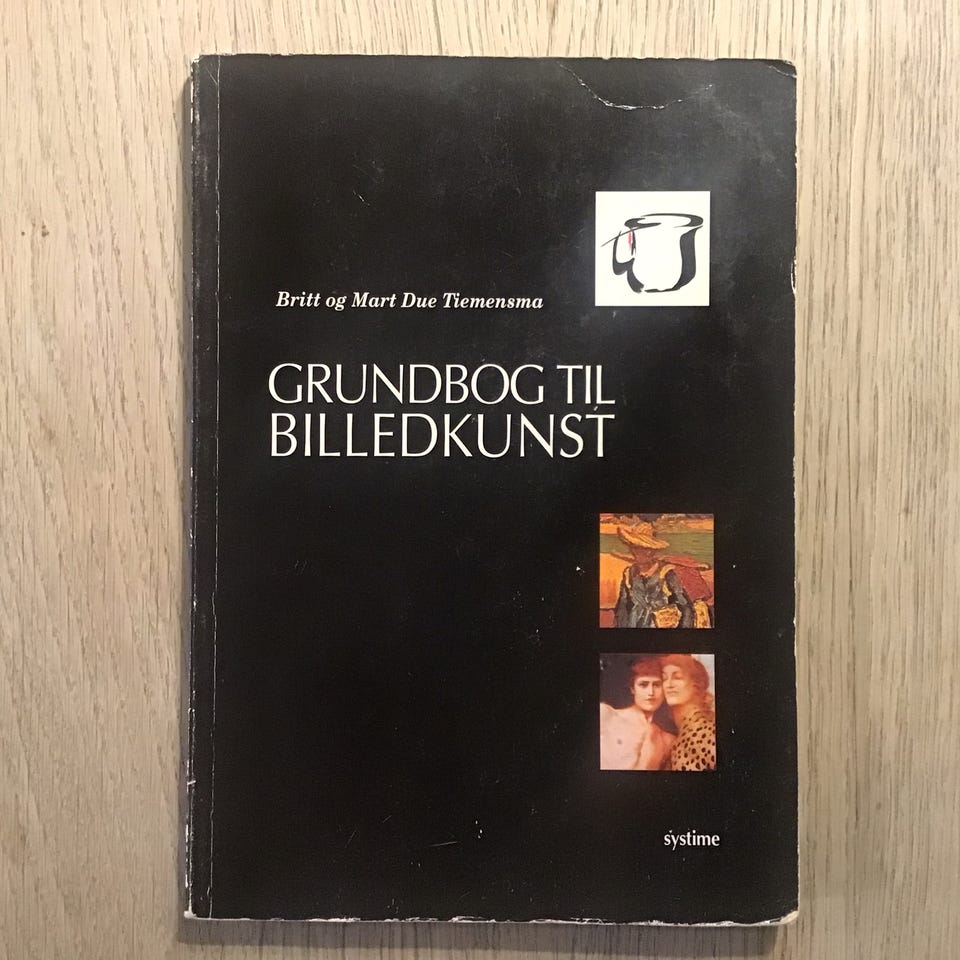 Britt og Mart Due Tiemensma
GRUNDBOG TIL
BILLEDKUNST
systime